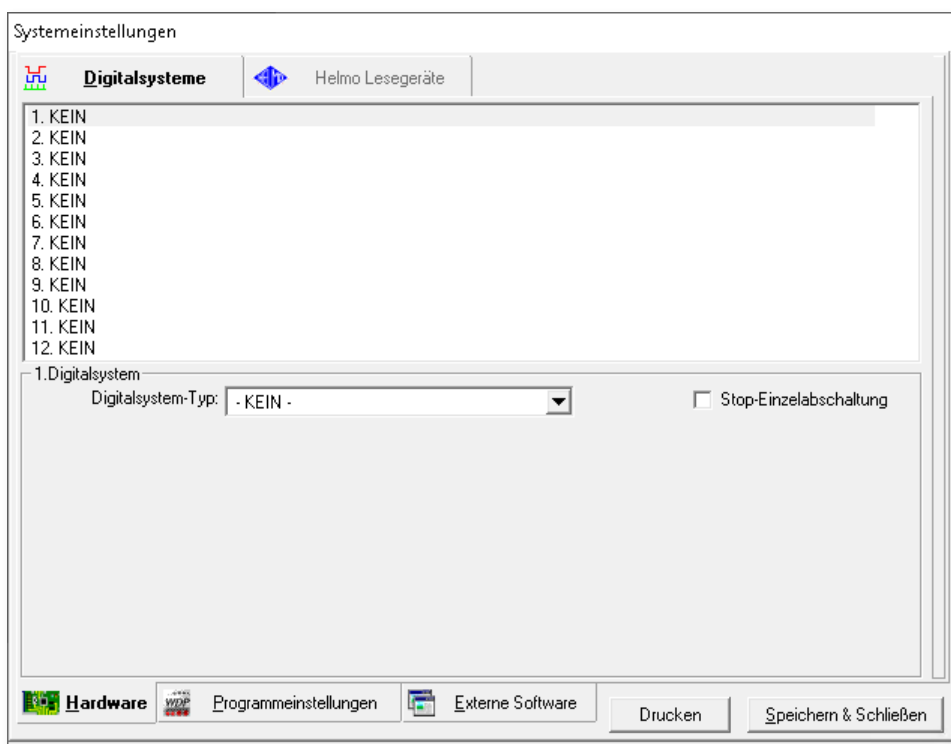 Systemeinstellungen
Digitalsysteme
Helmo Lesegeräte
1. KEIN
2. KEIN
3. KEIN
4. KEIN
5. KEIN
6. KEIN
7. KEIN
8. KEIN
9. KEIN
10. KEIN
11. KEIN
12. KEIN
1.Digitalsystem
Digitalsystem-Typ: - KEIN - Stop-Einzelabschaltung
Hardware WDP Programmeinstellungen Externe Software
Drucken Speichern & Schließen